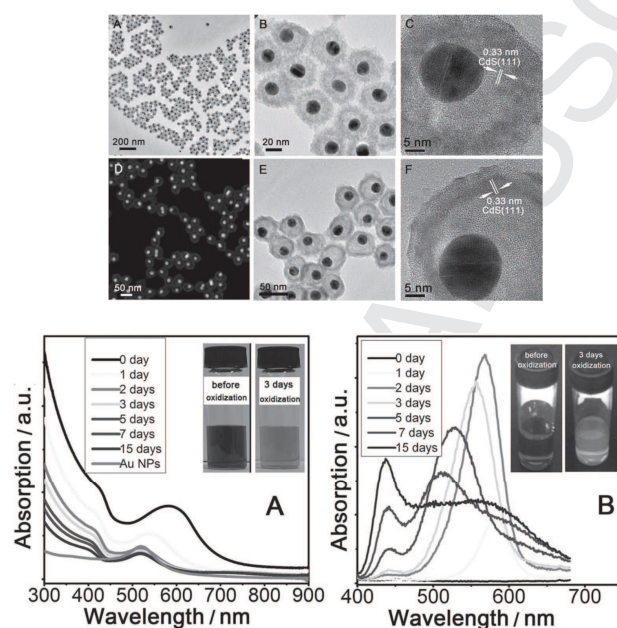 A
200 nm
B
20 nm
C
0.33 nm
CdS(111)
5 nm
D
50 nm
E
50 nm
F
0.33 nm
CdS(111)
5 nm
Absorption / a.u.
0 day
1 day
2 days
3 days
5 days
7 days
15 days
Au NPs
before
oxidization
3 days
oxidization
A
300 400 500 600 700 800 900
Wavelength / nm
Absorption / a.u.
0 day
1 day
2 days
3 days
5 days
7 days
15 days
before
oxidization
3 days
oxidization
B
400 500 600 700
Wavelength / nm